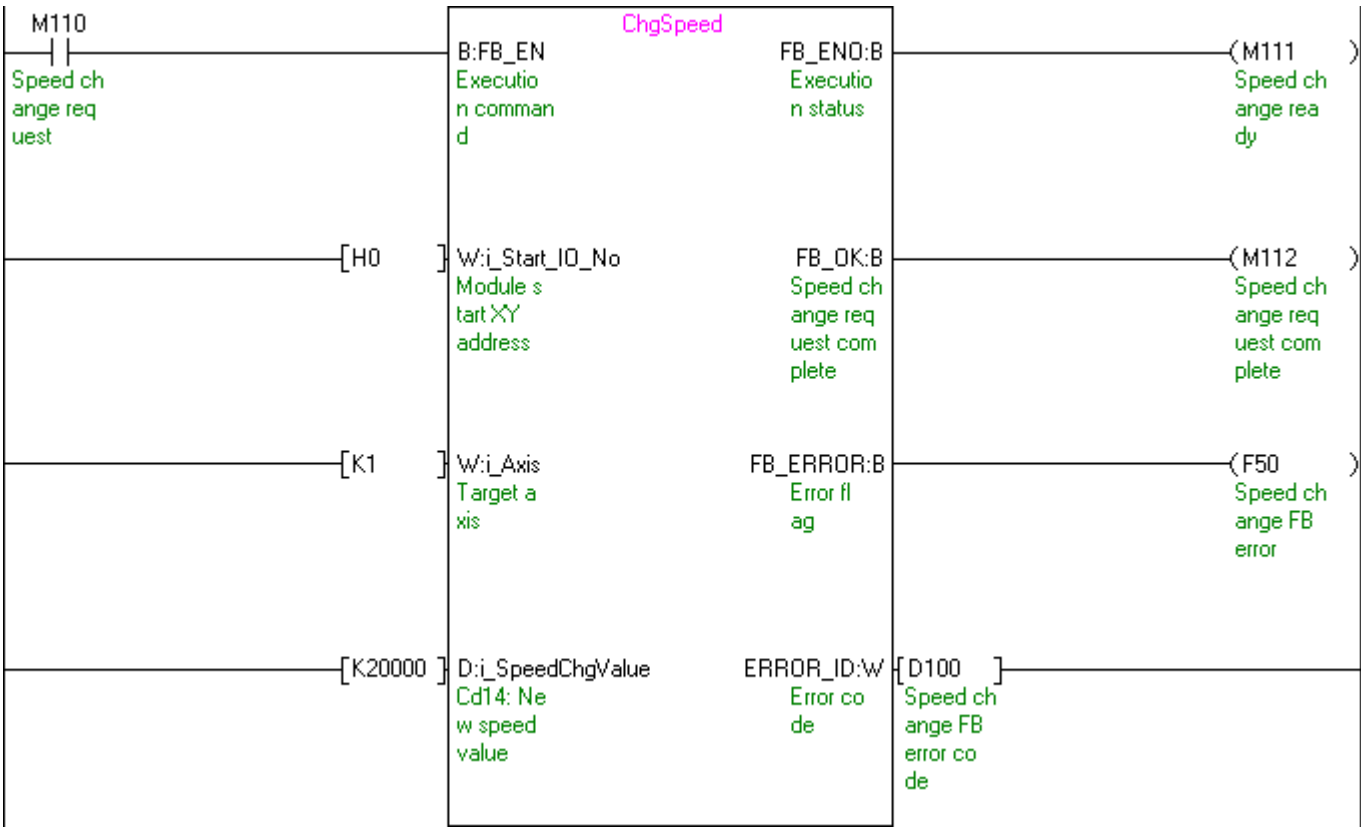 M110
ChgSpeed
B:FB_EN
FB_ENO:B
(M111 )
Speed ch
ange req
uest
Executio
n comman
d
Executio
n status
Speed ch
ange rea
dy
[H0 ]
W:i_Start_IO_No
FB_OK:B
(M112 )
Module s
tart XY
address
Speed ch
ange req
uest com
plete
Speed ch
ange req
uest com
plete
[K1 ]
W:i_Axis
FB_ERROR:B
(F50 )
Target a
xis
Error fl
ag
Speed ch
ange FB
error
[K20000 ]
D:i_SpeedChgValue
ERROR_ID:W
[D100 ]
Cd14: Ne
w speed
value
Error co
de
Speed ch
ange FB
error co
de